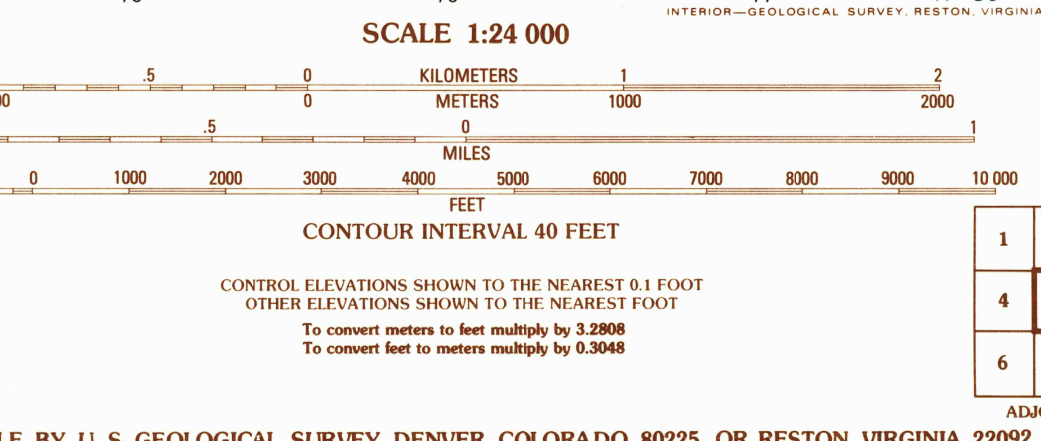 INTERIOR—GEOLOGICAL SURVEY, RESTON, VIRGINIA
SCALE 1:24 000
.5 0 KILOMETERS 1 2
0 METERS 1000 2000
.5 0 1
MILES
0 1000 2000 3000 4000 5000 6000 7000 8000 9000 10 000
FEET
CONTOUR INTERVAL 40 FEET
1
CONTROL ELEVATIONS SHOWN TO THE NEAREST 0.1 FOOT
OTHER ELEVATIONS SHOWN TO THE NEAREST FOOT
4
To convert meters to feet multiply by 3.2808
To convert feet to meters multiply by 0.3048
6
BY U. S. GEOLOGICAL SURVEY, DENVER, COLORADO 80225, OR RESTON, VIRGINIA 22092